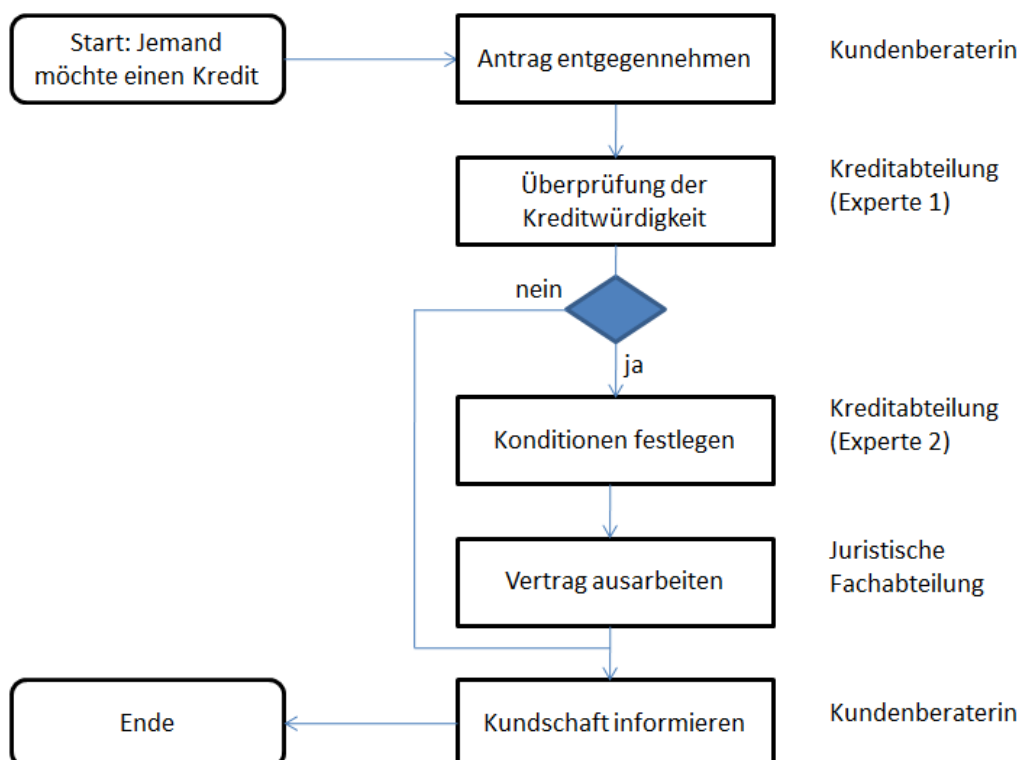 Start: Jemand
möchte einen Kredit
Antrag entgegennehmen
Kundenberaterin
Überprüfung der
Kreditwürdigkeit
Kreditabteilung
(Experte 1)
nein
ja
Konditionen festlegen
Kreditabteilung
(Experte 2)
Vertrag ausarbeiten
Juristische
Fachabteilung
Ende
Kundschaft informieren
Kundenberaterin